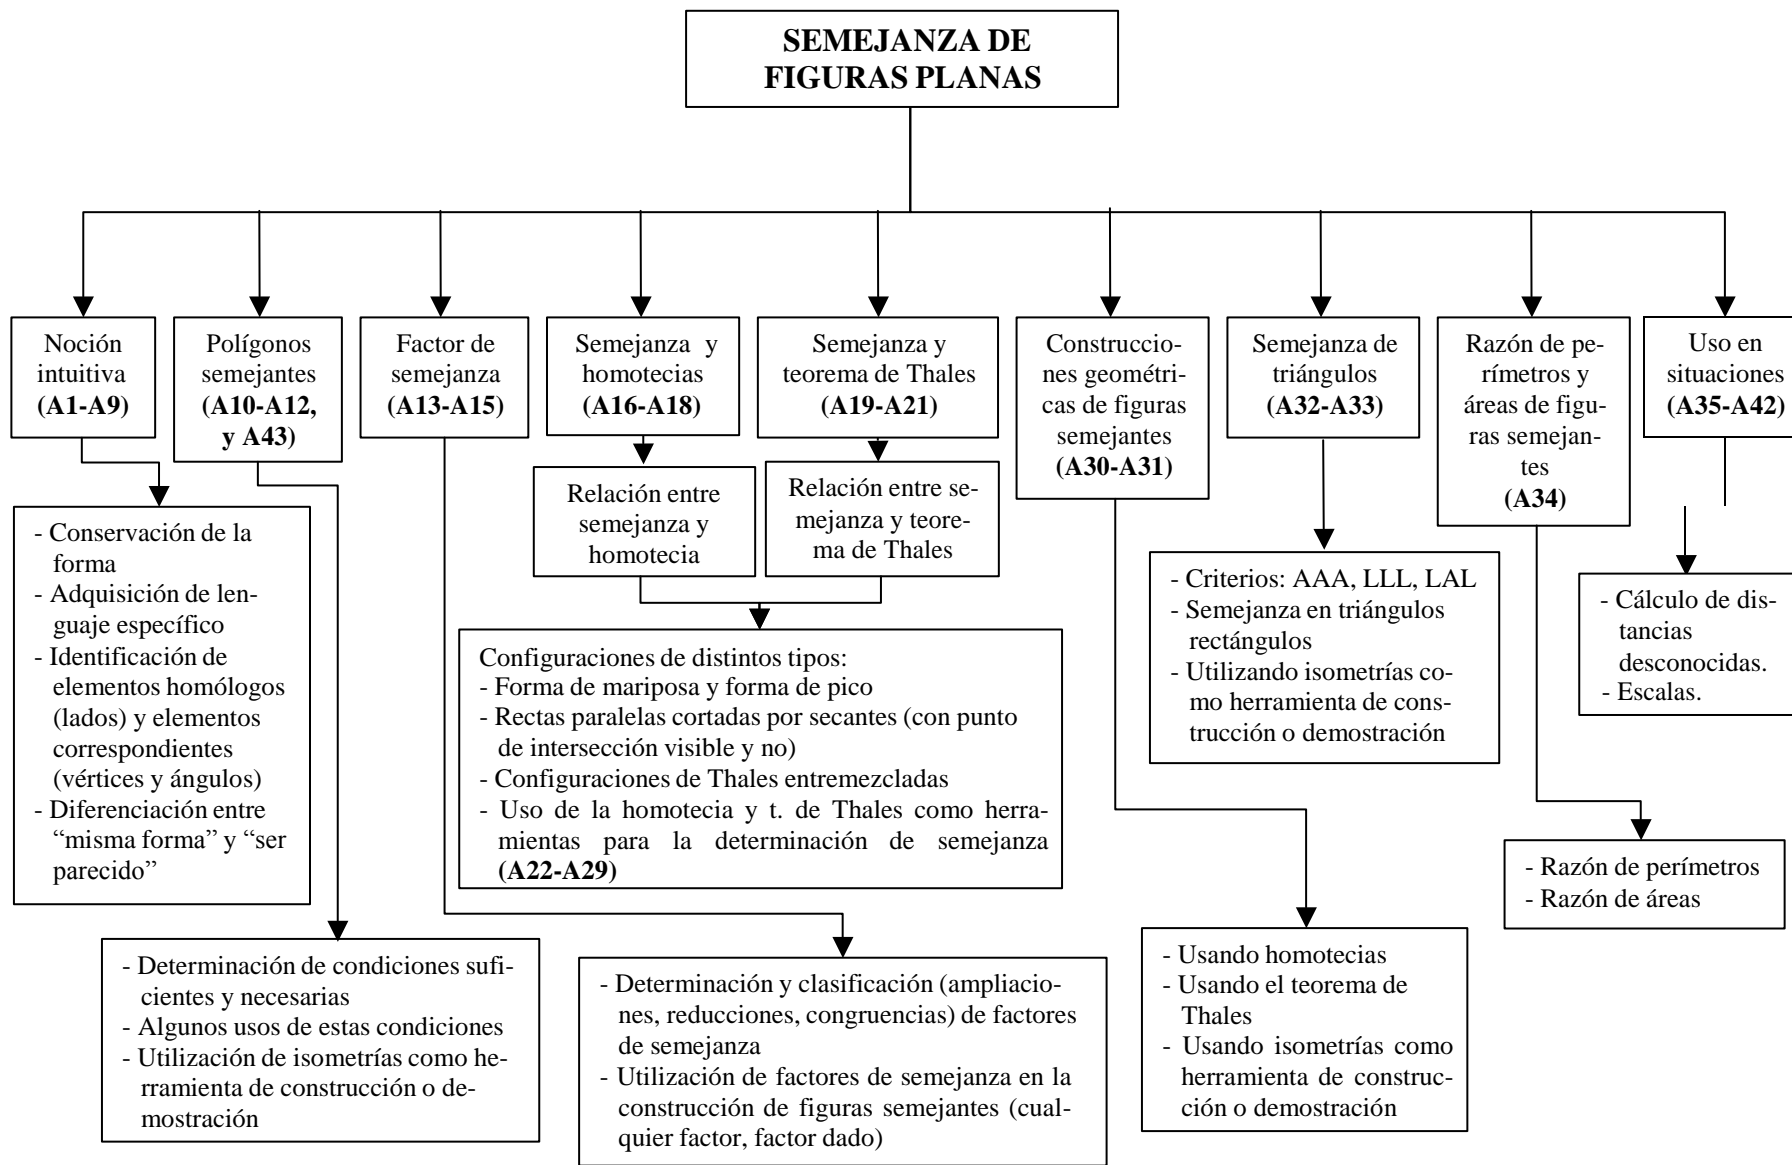 SEMEJANZA DE
FIGURAS PLANAS
Noción
intuitiva
(A1-A9)
Polígonos
semejantes
(A10-A12,
y A43)
Factor de
semejanza
(A13-A15)
Semejanza y
homotecias
(A16-A18)
Semejanza y
teorema de Thales
(A19-A21)
Construccio-
nes geométri-
cas de figuras
semejantes
(A30-A31)
Semejanza de
triángulos
(A32-A33)
Razón de pe-
rímetros y
áreas de figu-
ras semejan-
tes
(A34)
Uso en
situaciones
(A35-A42)
Relación entre
semejanza y
homotecia
Relación entre se-
mejanza y teore-
ma de Thales
- Conservación de la
forma
- Adquisición de len-
guaje específico
- Identificación de
elementos homólogos
(lados) y elementos
correspondientes
(vértices y ángulos)
- Diferenciación entre
“misma forma” y “ser
parecido”
Configuraciones de distintos tipos:
- Forma de mariposa y forma de pico
- Rectas paralelas cortadas por secantes (con punto
de intersección visible y no)
- Configuraciones de Thales entremezcladas
- Uso de la homotecia y t. de Thales como herra-
mientas para la determinación de semejanza
(A22-A29)
- Criterios: AAA, LLL, LAL
- Semejanza en triángulos
rectángulos
- Utilizando isometrías co-
mo herramienta de cons-
trucción o demostración
- Cálculo de dis-
tancias
desconocidas.
- Escalas.
- Razón de perímetros
- Razón de áreas
- Determinación de condiciones sufi-
cientes y necesarias
- Algunos usos de estas condiciones
- Utilización de isometrías como he-
rramienta de construcción o de-
mostración
- Determinación y clasificación (ampliacio-
nes, reducciones, congruencias) de factores
de semejanza
- Utilización de factores de semejanza en la
construcción de figuras semejantes (cual-
quier factor, factor dado)
- Usando homotecias
- Usando el teorema de
Thales
- Usando isometrías como
herramienta de construc-
ción o demostración